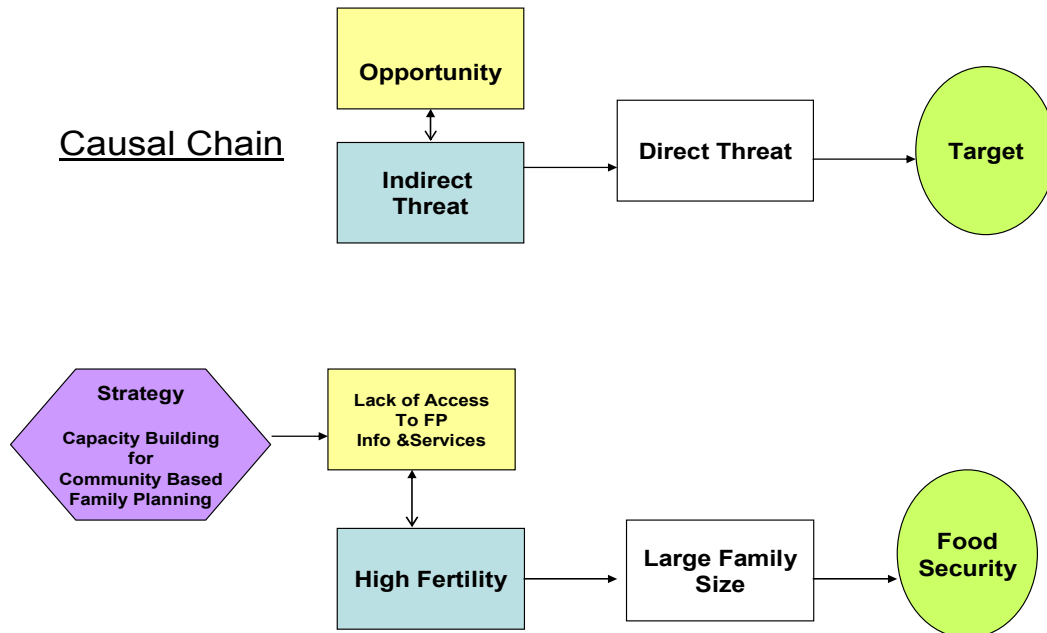 Causal Chain
Opportunity
Indirect
Threat
Direct Threat
Target
Strategy
Capacity Building
for
Community Based
Family Planning
Lack of Access
To FP
Info &Services
High Fertility
Large Family
Size
Food
Security